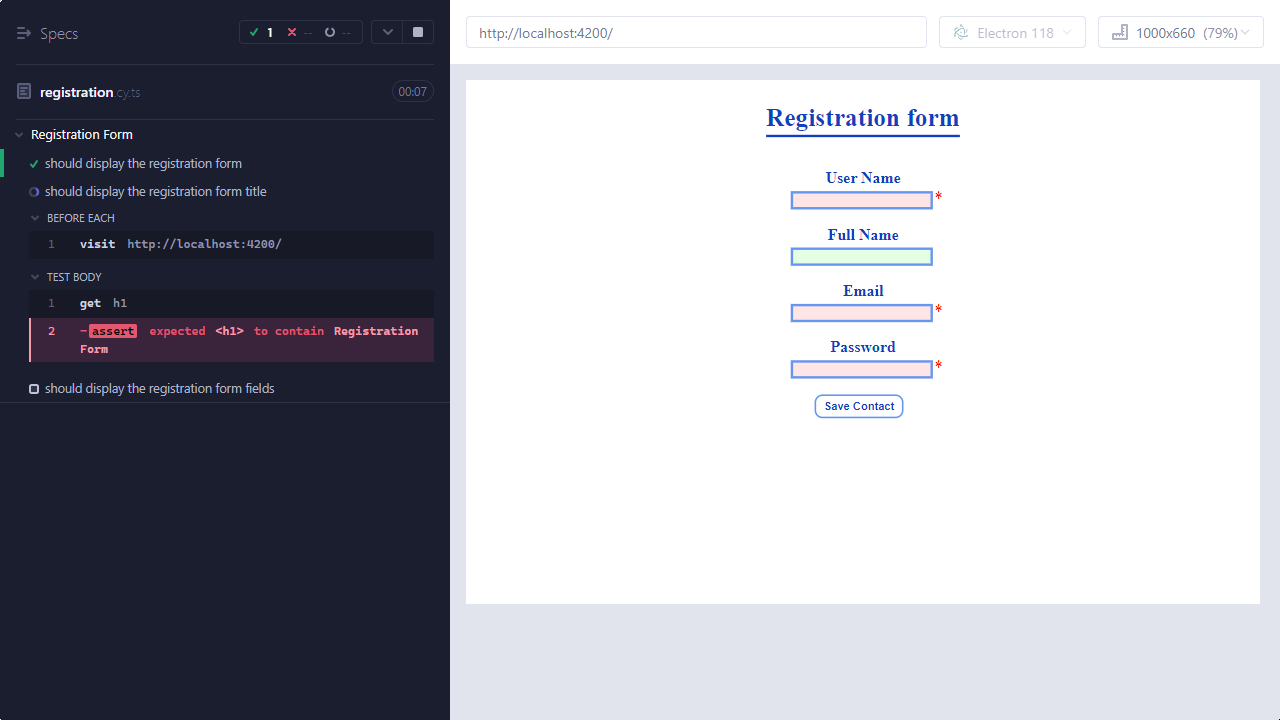 Specs
1 -- --
registration.cy.ts
00:07
Registration Form
should display the registration form
should display the registration form title
BEFORE EACH
1 visit http://localhost:4200/
TEST BODY
1 get h1
2 -assert expected <h1> to contain Registration
Form
should display the registration form fields
http://localhost:4200/
Electron 118
1000x660 (79%)
Registration form
User Name
*
Full Name
Email
*
Password
*
Save Contact